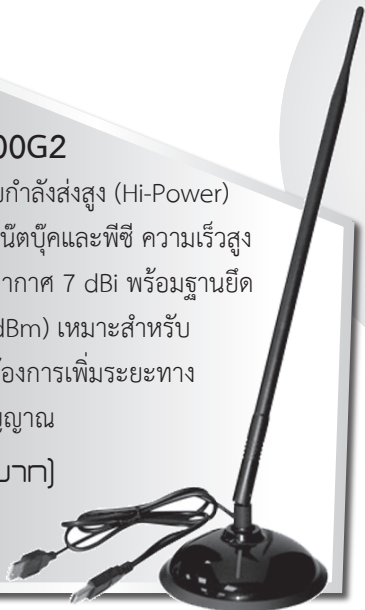 00G2
กำลังส่งสูง (Hi-Power)
น๊ตบุ๊คและพีซี ความเร็วสูง
ากาศ 7 dBi พร้อมฐานยึด
dBm) เหมาะสำหรับ
้องการเพิ่มระยะทาง
ญญาณ
บาท)